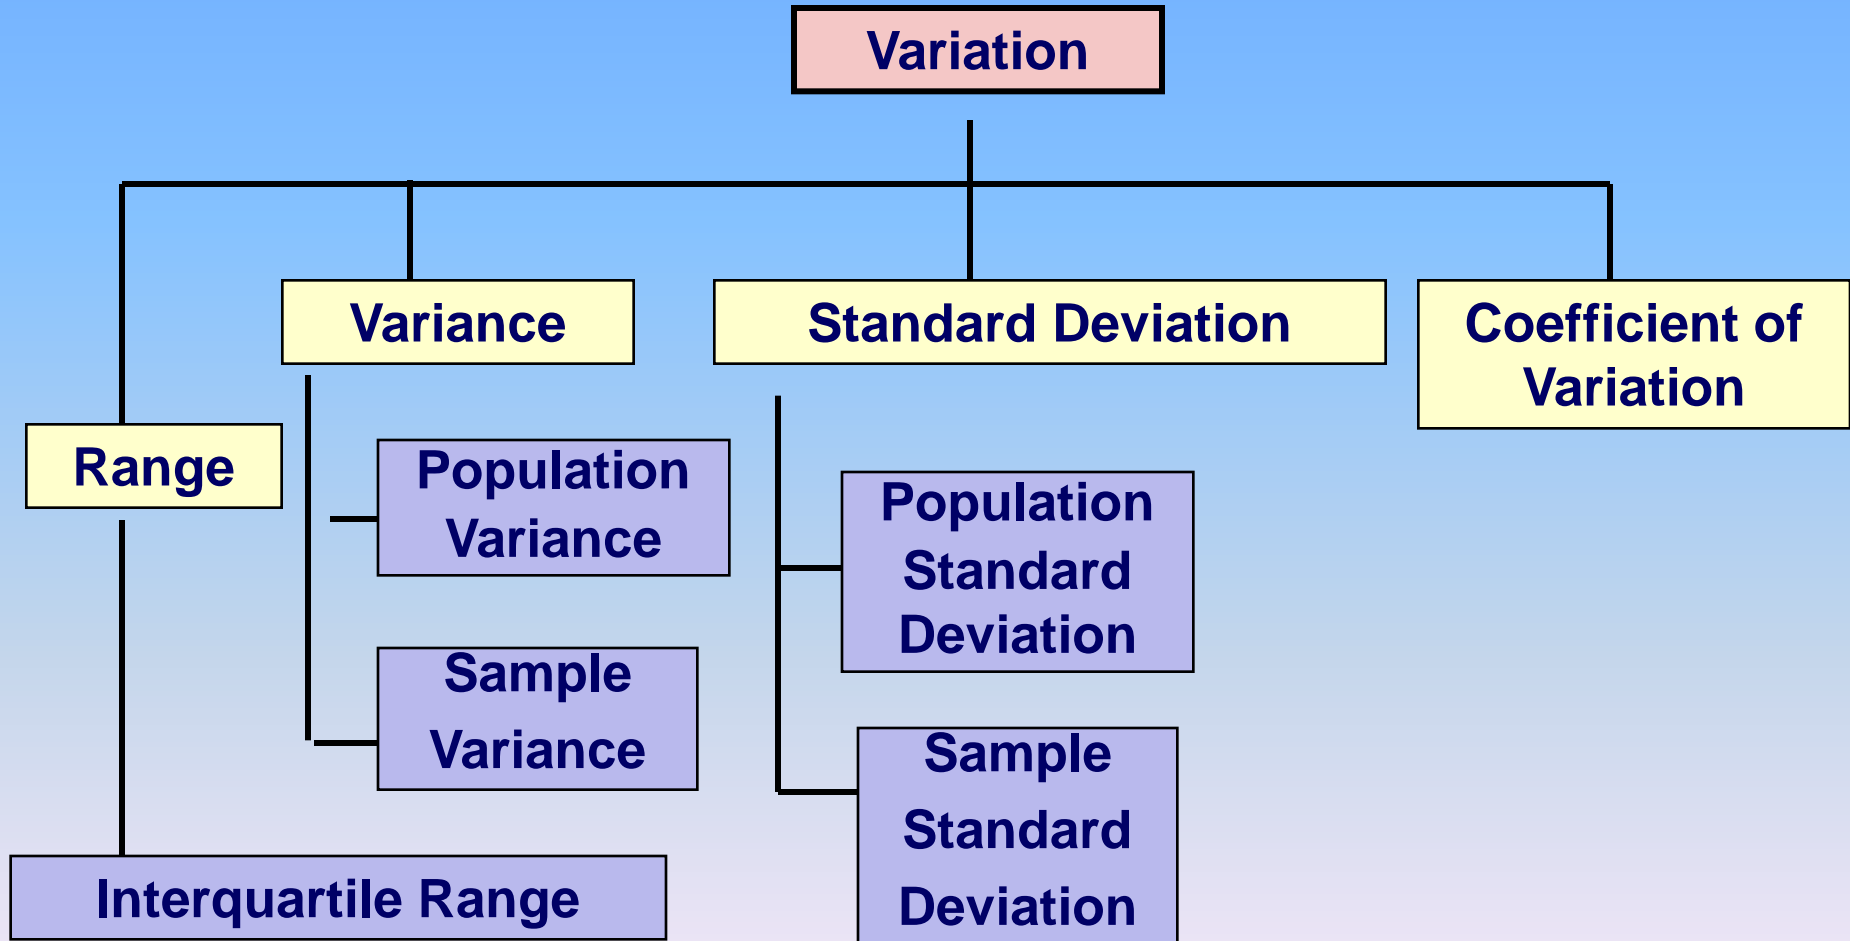 Variation
Variance
Standard Deviation
Coefficient of
Variation
Range
Population
Variance
Sample
Variance
Population
Standard
Deviation
Sample
Standard
Deviation
Interquartile Range